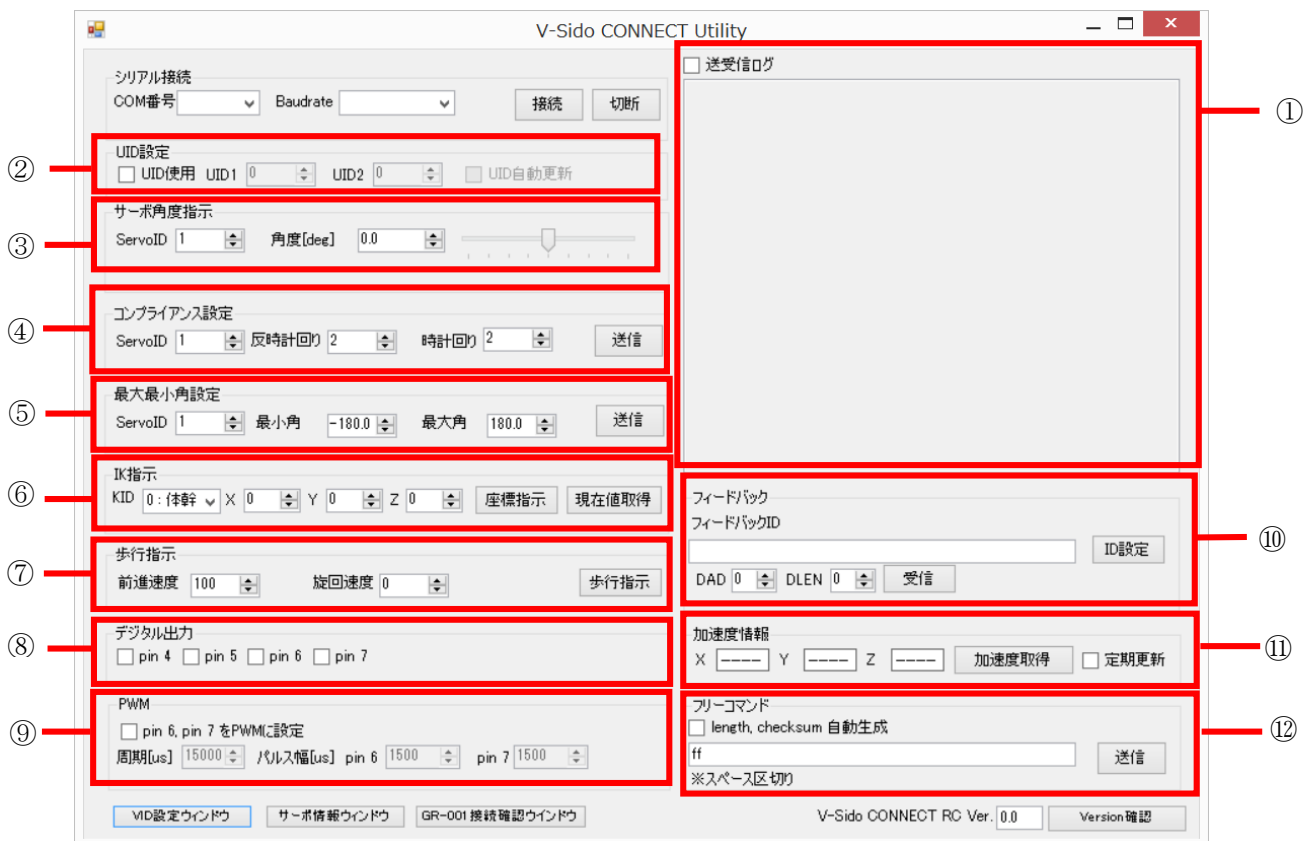 V-Sido CONNECT Utility
シリアル接続
COM番号 Baudrate 接続 切断
② UID設定
UID使用 UID1 0 UID2 0 UID自動更新
③ サーボ角度指示
ServoID 1 角度[deg] 0.0
④ コンプライアンス設定
ServoID 1 反時計回り 2 時計回り 2 送信
⑤ 最大最小角設定
ServoID 1 最小角 -180.0 最大角 180.0 送信
⑥ IK指示
KID 0:体幹 X 0 Y 0 Z 0 座標指示 現在値取得
⑦ 歩行指示
前進速度 100 旋回速度 0 歩行指示
⑧ デジタル出力
pin 4 pin 5 pin 6 pin 7
⑨ PWM
pin 6, pin 7 をPWMに設定
周期[us] 15000 パルス幅[us] pin 6 1500 pin 7 1500
VID設定ウィンドウ サーボ情報ウィンドウ GR-001 接続確認ウインドウ
送受信ログ ①
フィードバック
フィードバックID
ID設定 ⑩
DAD 0 DLEN 0 受信
加速度情報
X ---- Y ---- Z ---- 加速度取得 定期更新 ⑪
フリーコマンド
length, checksum 自動生成 ⑫
ff 送信
※スペース区切り
V-Sido CONNECT RC Ver. 0.0 Version確認